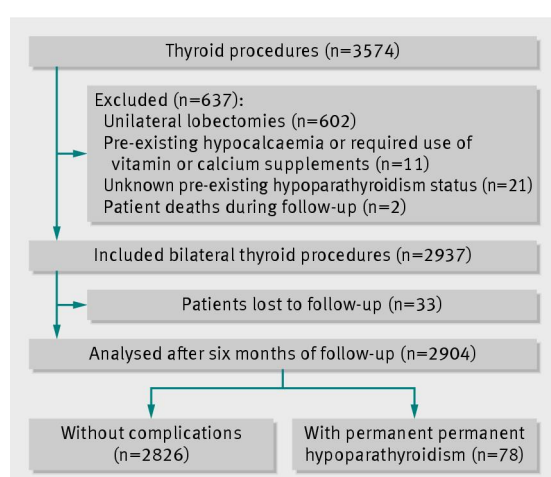 Thyroid procedures (n=3574)
Excluded (n=637):
Unilateral lobectomies (n=602)
Pre-existing hypocalcaemia or required use of
vitamin or calcium supplements (n=11)
Unknown pre-existing hypoparathyroidism status (n=21)
Patient deaths during follow-up (n=2)
Included bilateral thyroid procedures (n=2937)
Patients lost to follow-up (n=33)
Analysed after six months of follow-up (n=2904)
Without complications
(n=2826)
With permanent permanent
hypoparathyroidism (n=78)